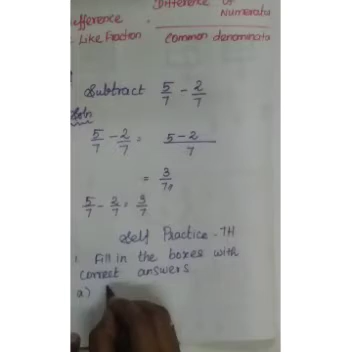 Difference of
Numerato
fference =
Like Fraction Common denominato
Subtract 5/7 - 2/7
Soln
5/7 - 2/7 = 5-2/7
= 3/7
5/7 - 2/7 = 3/7
Self Practice - 7H
1. Fill in the boxes with
correct answers
a)